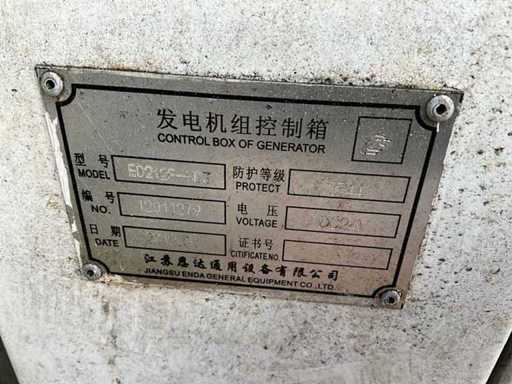 发电机组控制箱
CONTROL BOX OF GENERATOR
型号 MODEL
防护等级 PROTECT
编号 NO. 12011279
电压 VOLTAGE
日期 DATE
证书号 CITIFICATE NO.
江苏恩达通用设备有限公司
JIANGSU ENDA GENERAL EQUIPMENT CO.,LTD.